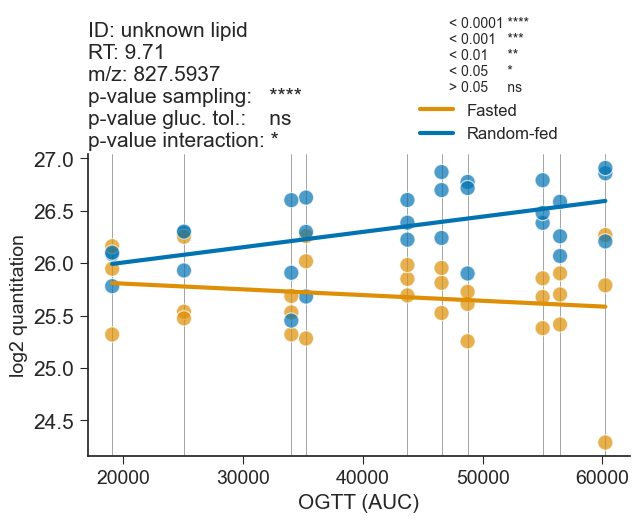 ID: unknown lipid
RT: 9.71
m/z: 827.5937
p-value sampling: ****
p-value gluc. tol.: ns
p-value interaction: *
< 0.0001 ****
< 0.001 ***
< 0.01 **
< 0.05 *
> 0.05 ns
Fasted
Random-fed
27.0
26.5
26.0
25.5
25.0
24.5
log2 quantitation
20000 30000 40000 50000 60000
OGTT (AUC)